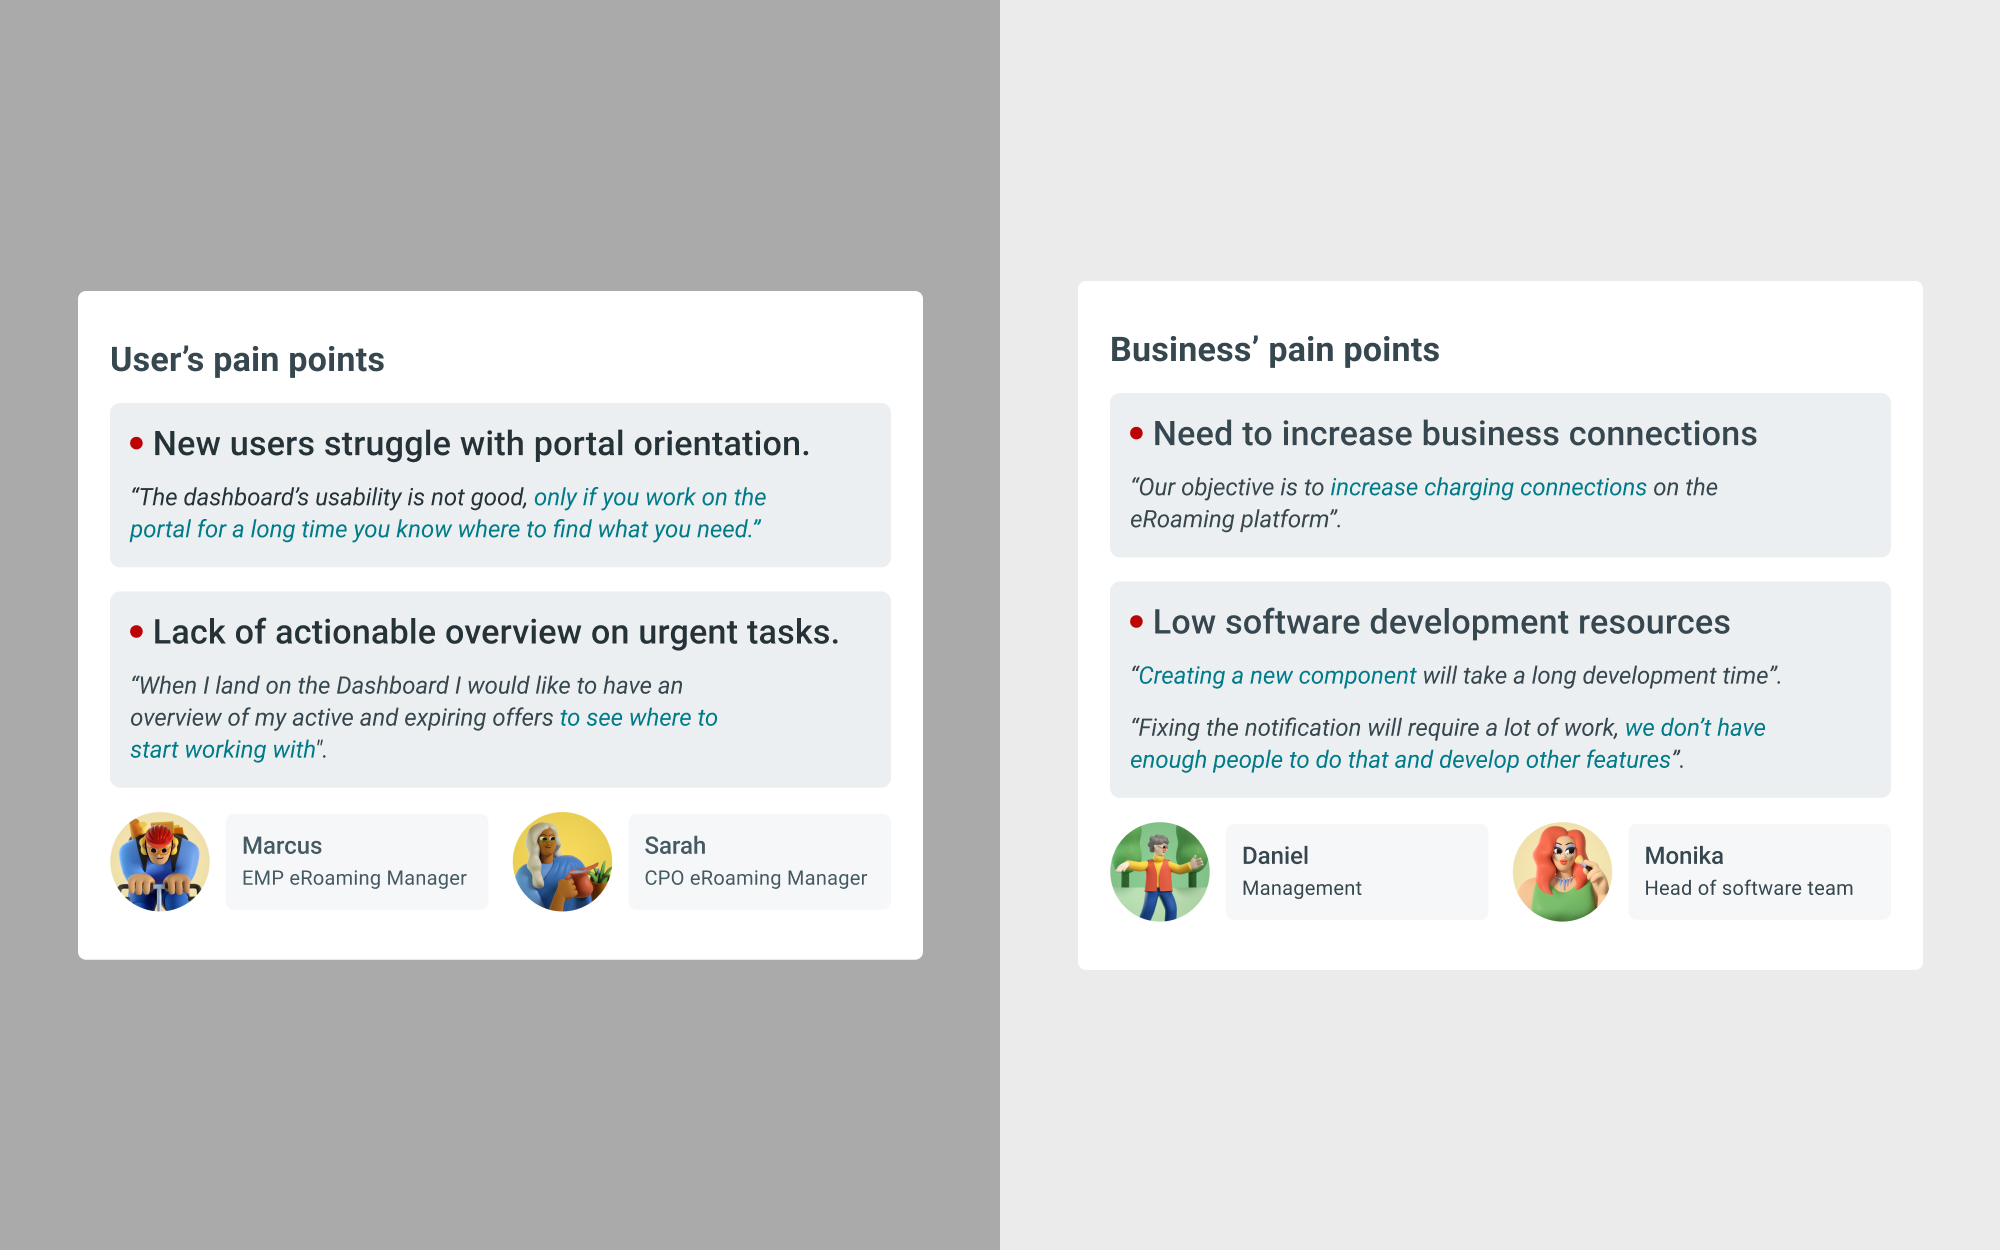 User’s pain points
• New users struggle with portal orientation.
“The dashboard’s usability is not good, only if you work on the
portal for a long time you know where to find what you need.”
• Lack of actionable overview on urgent tasks.
“When I land on the Dashboard I would like to have an
overview of my active and expiring offers to see where to
start working with".
Marcus
EMP eRoaming Manager
Sarah
CPO eRoaming Manager
Business’ pain points
• Need to increase business connections
“Our objective is to increase charging connections on the
eRoaming platform”.
• Low software development resources
“Creating a new component will take a long development time”.
“Fixing the notification will require a lot of work, we don’t have
enough people to do that and develop other features”.
Daniel
Management
Monika
Head of software team